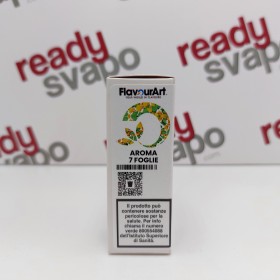 ready
svapo
ready
svapo
ready
svapo
FlavourArt
AROMA
7 FOGLIE
Il prodotto può
contenere sostanze
pericolose per la
salute. Per info
chiama il numero
verde 800894088
dell'Istituto Superiore
di Sanità.